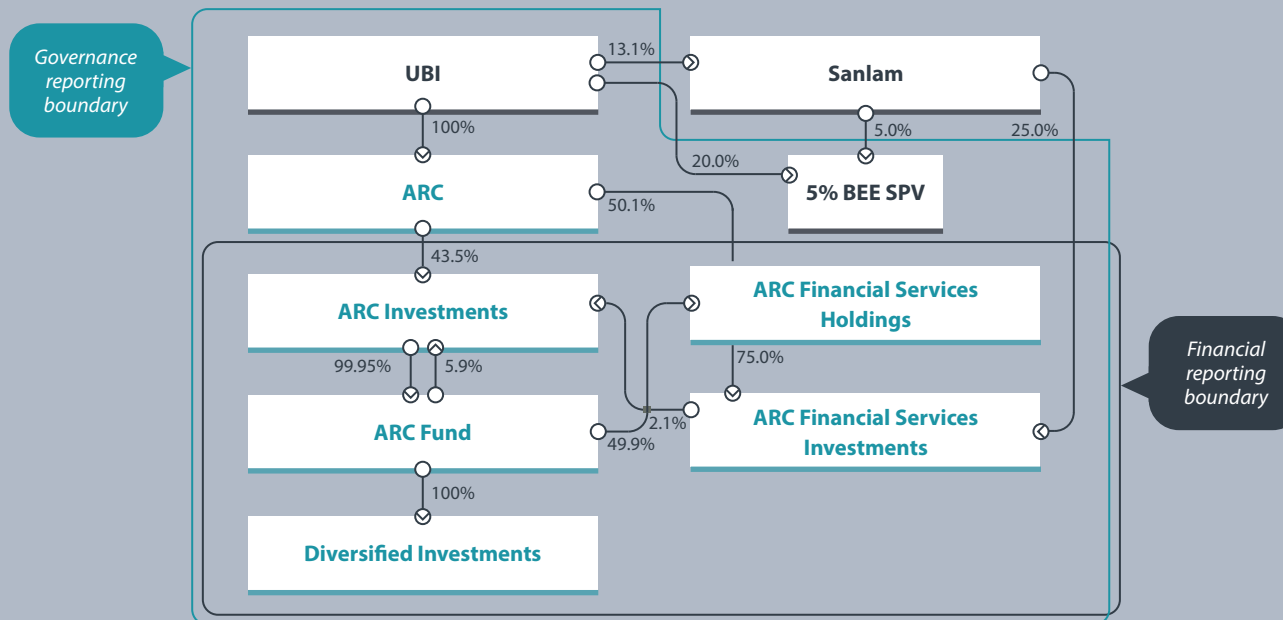 Governance
reporting
boundary
UBI
13.1%
Sanlam
100%
5.0%
25.0%
20.0%
ARC
50.1%
5% BEE SPV
43.5%
ARC Investments
ARC Financial Services
Holdings
99.95%
5.9%
75.0%
Financial
reporting
boundary
ARC Fund
2.1%
49.9%
ARC Financial Services
Investments
100%
Diversified Investments